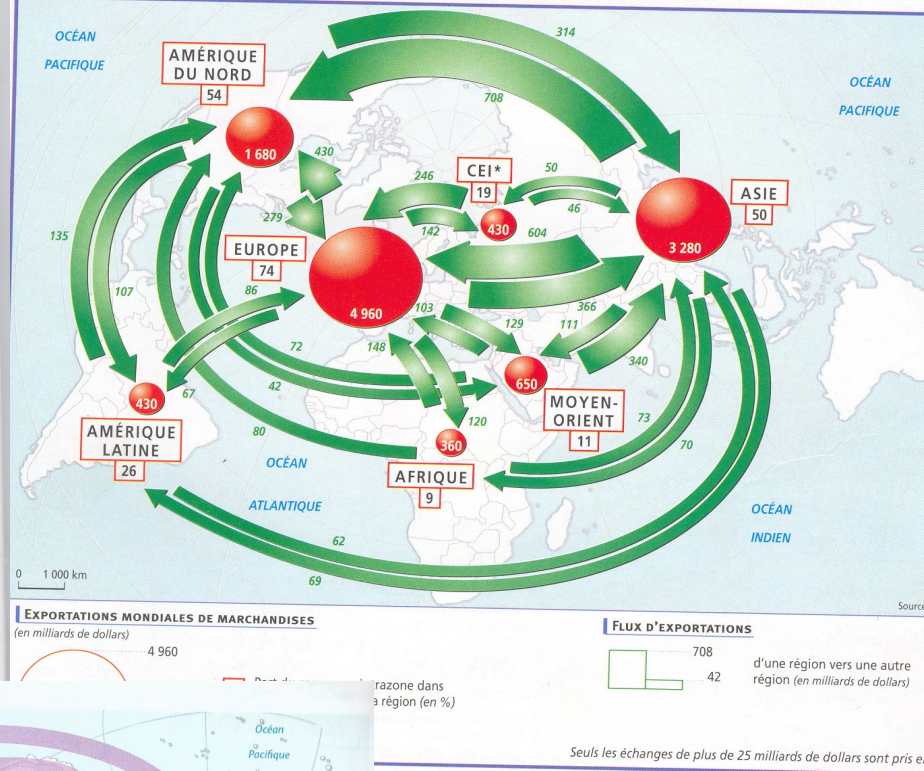 OCÉAN
PACIFIQUE
AMÉRIQUE
DU NORD
54
1 680
314
708
OCÉAN
PACIFIQUE
430
279
CEI*
19
430
246
142
50
46
ASIE
50
3 280
EUROPE
74
4 960
604
366
135
107
86
67
72
42
80
103
129
148
120
111
340
650
MOYEN-
ORIENT
11
430
AMÉRIQUE
LATINE
26
360
AFRIQUE
9
73
70
OCÉAN
ATLANTIQUE
OCÉAN
INDIEN
62
69
0 1 000 km
Source
EXPORTATIONS MONDIALES DE MARCHANDISES
(en milliards de dollars)
4 960
trazone dans
a région (en %)
FLUX D'EXPORTATIONS
708
42
d'une région vers une autre
région (en milliards de dollars)
Seuls les échanges de plus de 25 milliards de dollars sont pris e
Océan
Pacifique